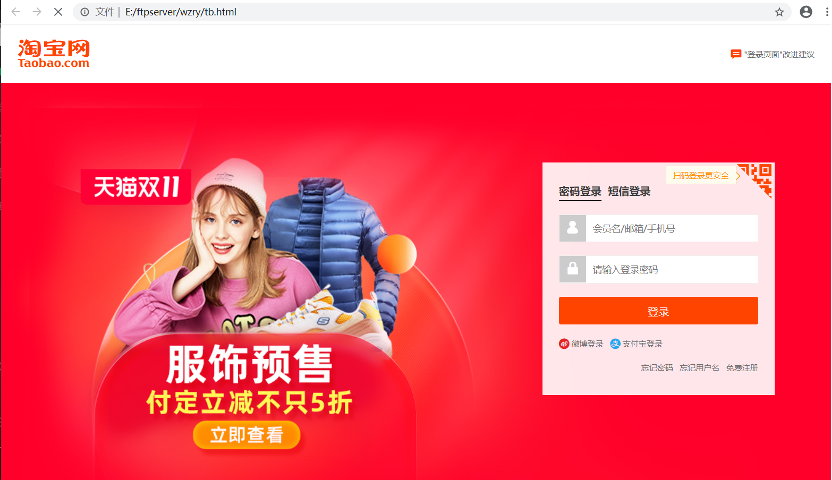 文件 | E:/ftpserver/wzry/tb.html
淘宝网
Taobao.com
"登录页面"改进建议
天猫双11
扫码登录更安全
密码登录 短信登录
会员名/邮箱/手机号
请输入登录密码
登录
微博登录 支付宝登录
忘记密码 忘记用户名 免费注册
服饰预售
付定立减不只5折
立即查看